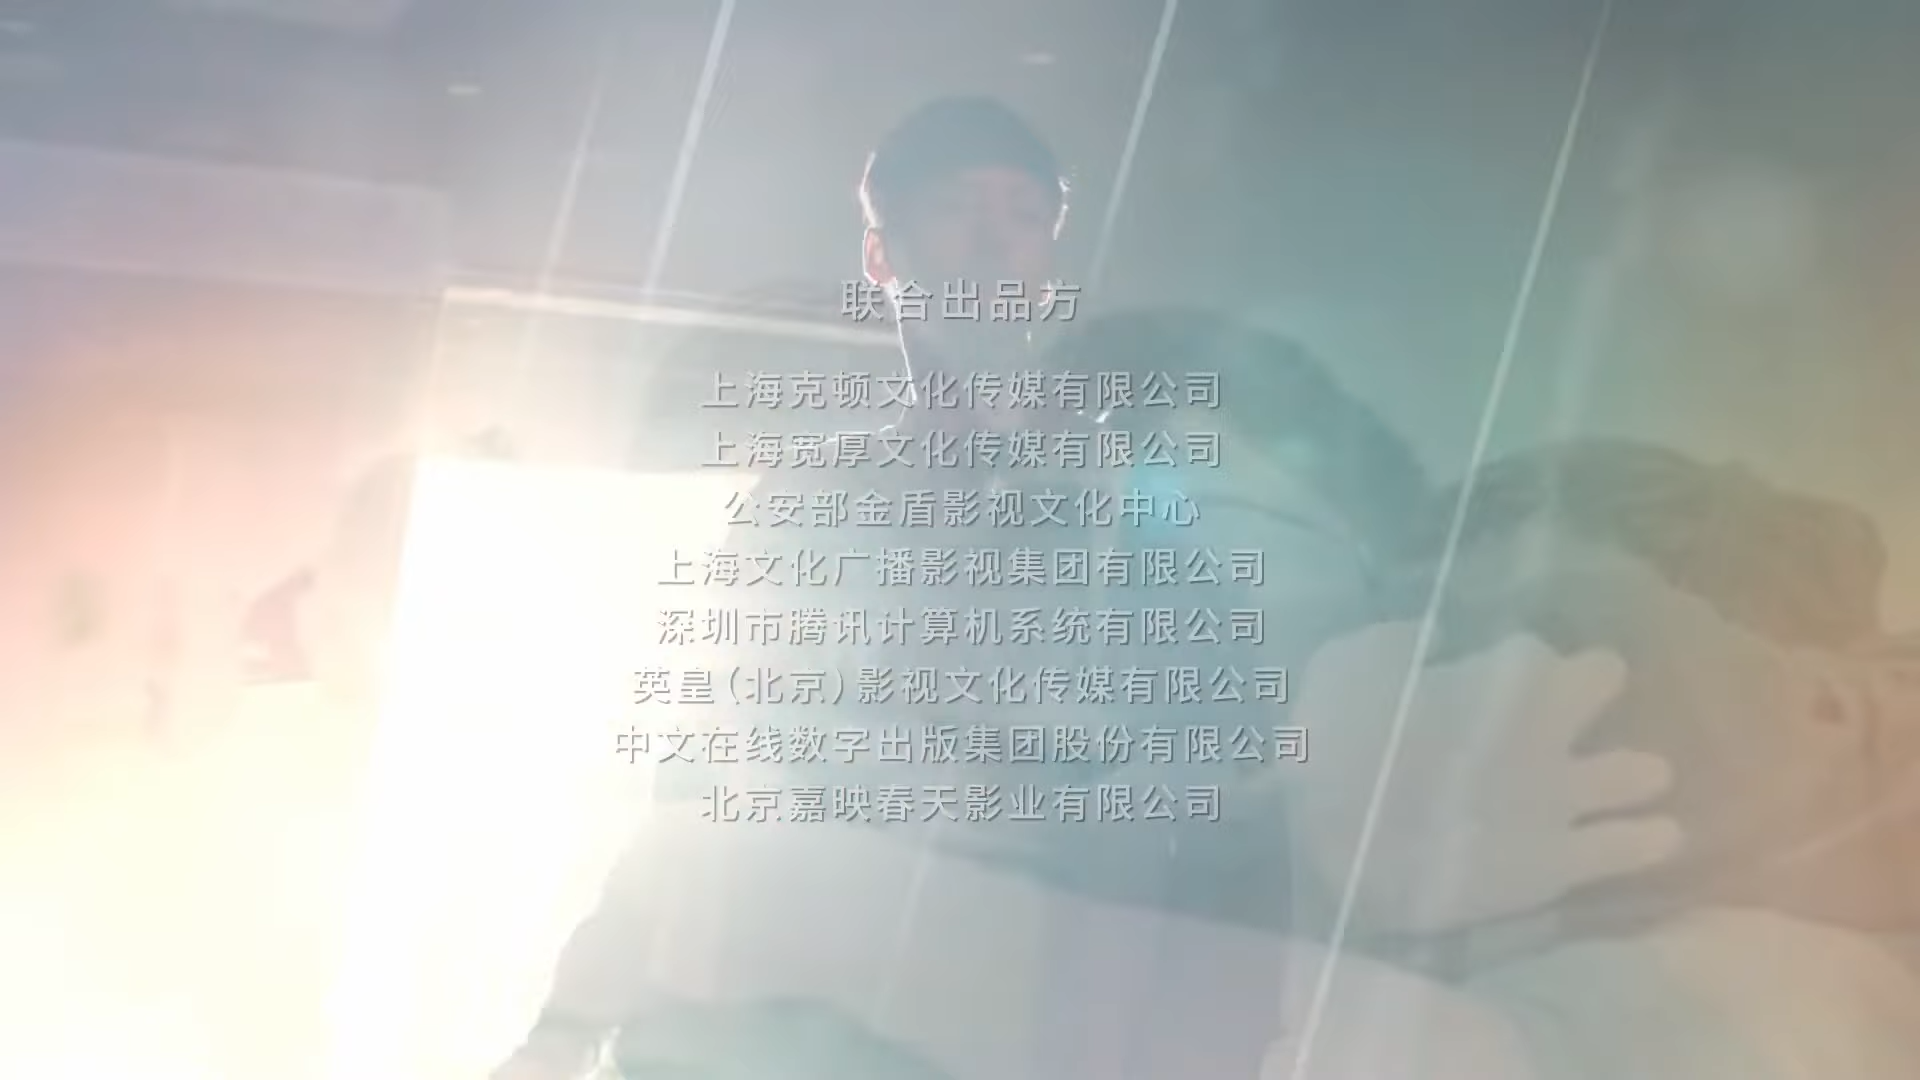 联合出品方
上海克顿文化传媒有限公司
上海宽厚文化传媒有限公司
公安部金盾影视文化中心
上海文化广播影视集团有限公司
深圳市腾讯计算机系统有限公司
英皇(北京)影视文化传媒有限公司
中文在线数字出版集团股份有限公司
北京嘉映春天影业有限公司